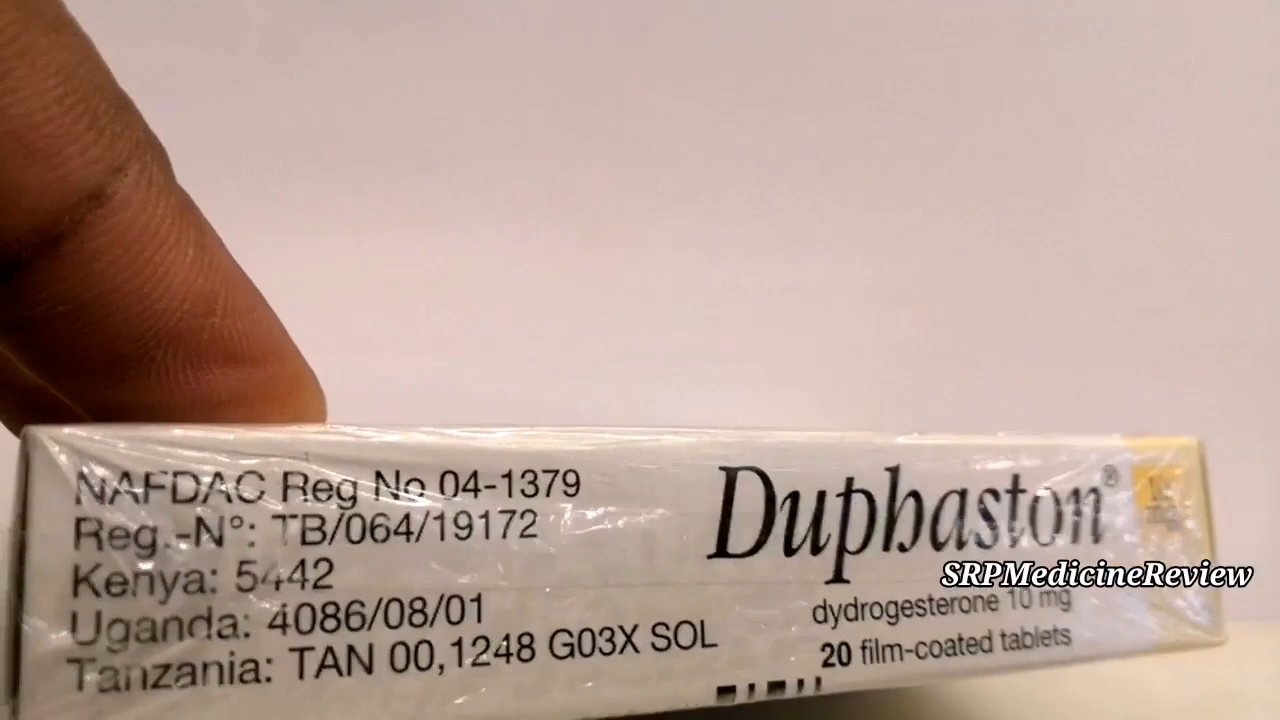 NAFDAC Reg No 04-1379
Reg.-N°: TB/064/19172
Kenya: 5442
Uganda: 4086/08/01
Tanzania: TAN 00,1248 G03X SOL
Duphaston®
SRPMedicineReview
dydrogesterone 10 mg
20 film-coated tablets